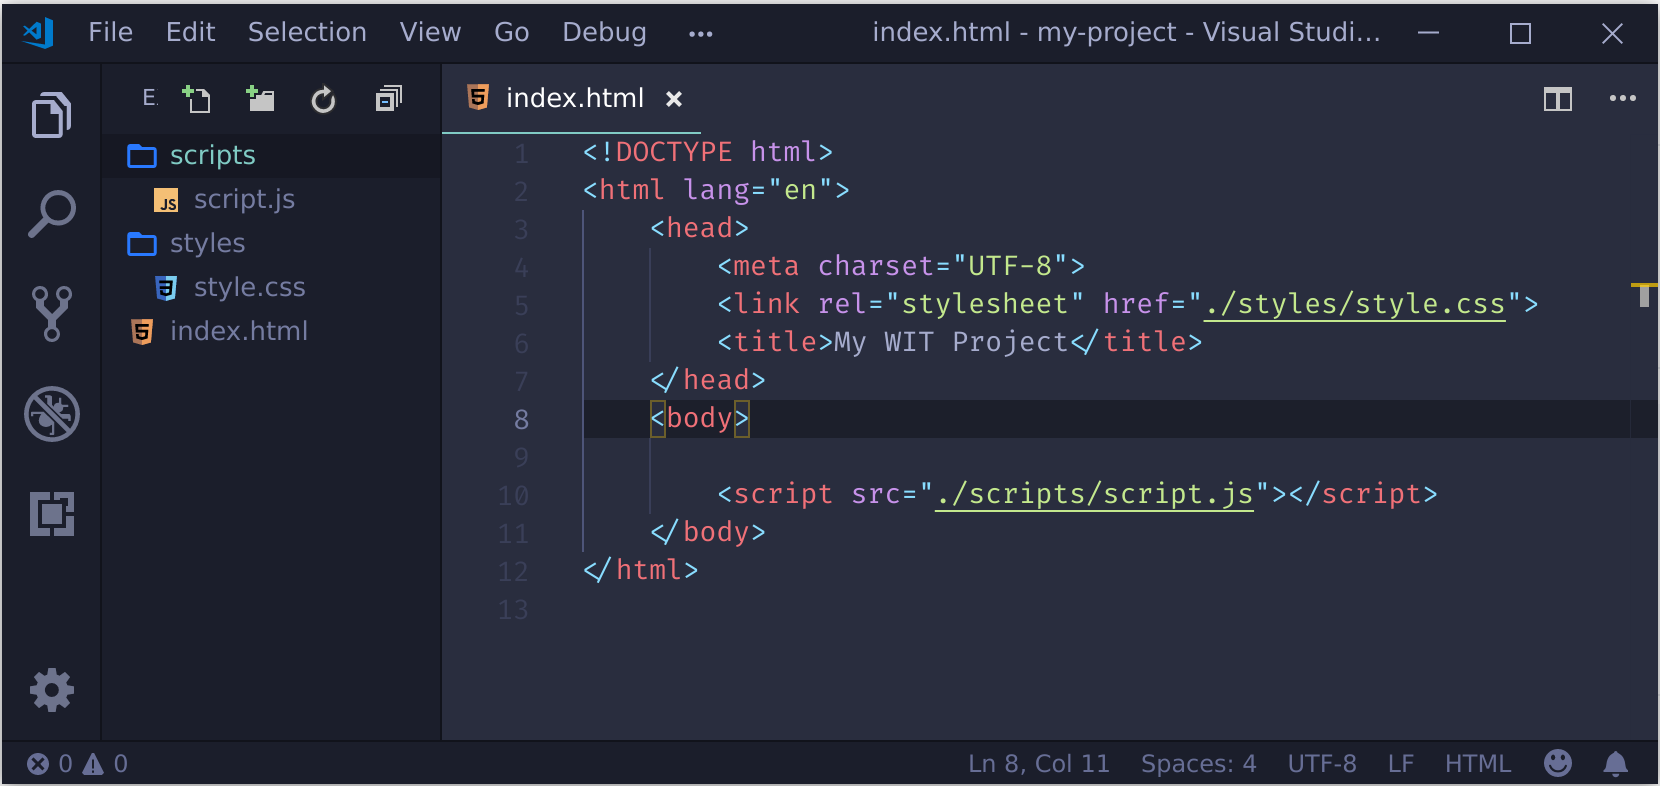 File Edit Selection View Go Debug ••• index.html - my-project - Visual Studi...
E.
index.html ×
scripts
JS script.js
styles
style.css
index.html
1 <!DOCTYPE html>
2 <html lang="en">
3 <head>
4 <meta charset="UTF-8">
5 <link rel="stylesheet" href="./styles/style.css">
6 <title>My WIT Project</title>
7 </head>
8 <body>
9
10 <script src="./scripts/script.js"></script>
11 </body>
12 </html>
13
0 0 Ln 8, Col 11 Spaces: 4 UTF-8 LF HTML